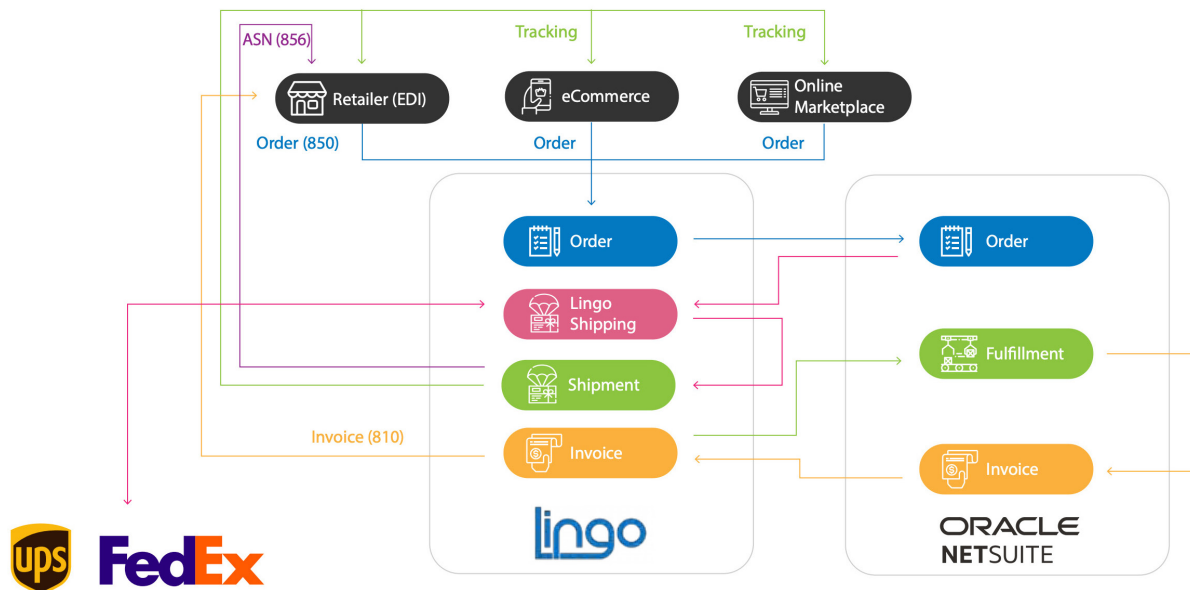 ASN (856)
Tracking
Tracking
Retailer (EDI)
eCommerce
Online
Marketplace
Order (850)
Order
Order
Order
Order
Lingo
Shipping
Fulfillment
Shipment
Invoice (810)
Invoice
Invoice
Lingo
ORACLE
NETSUITE
ups
FedEx